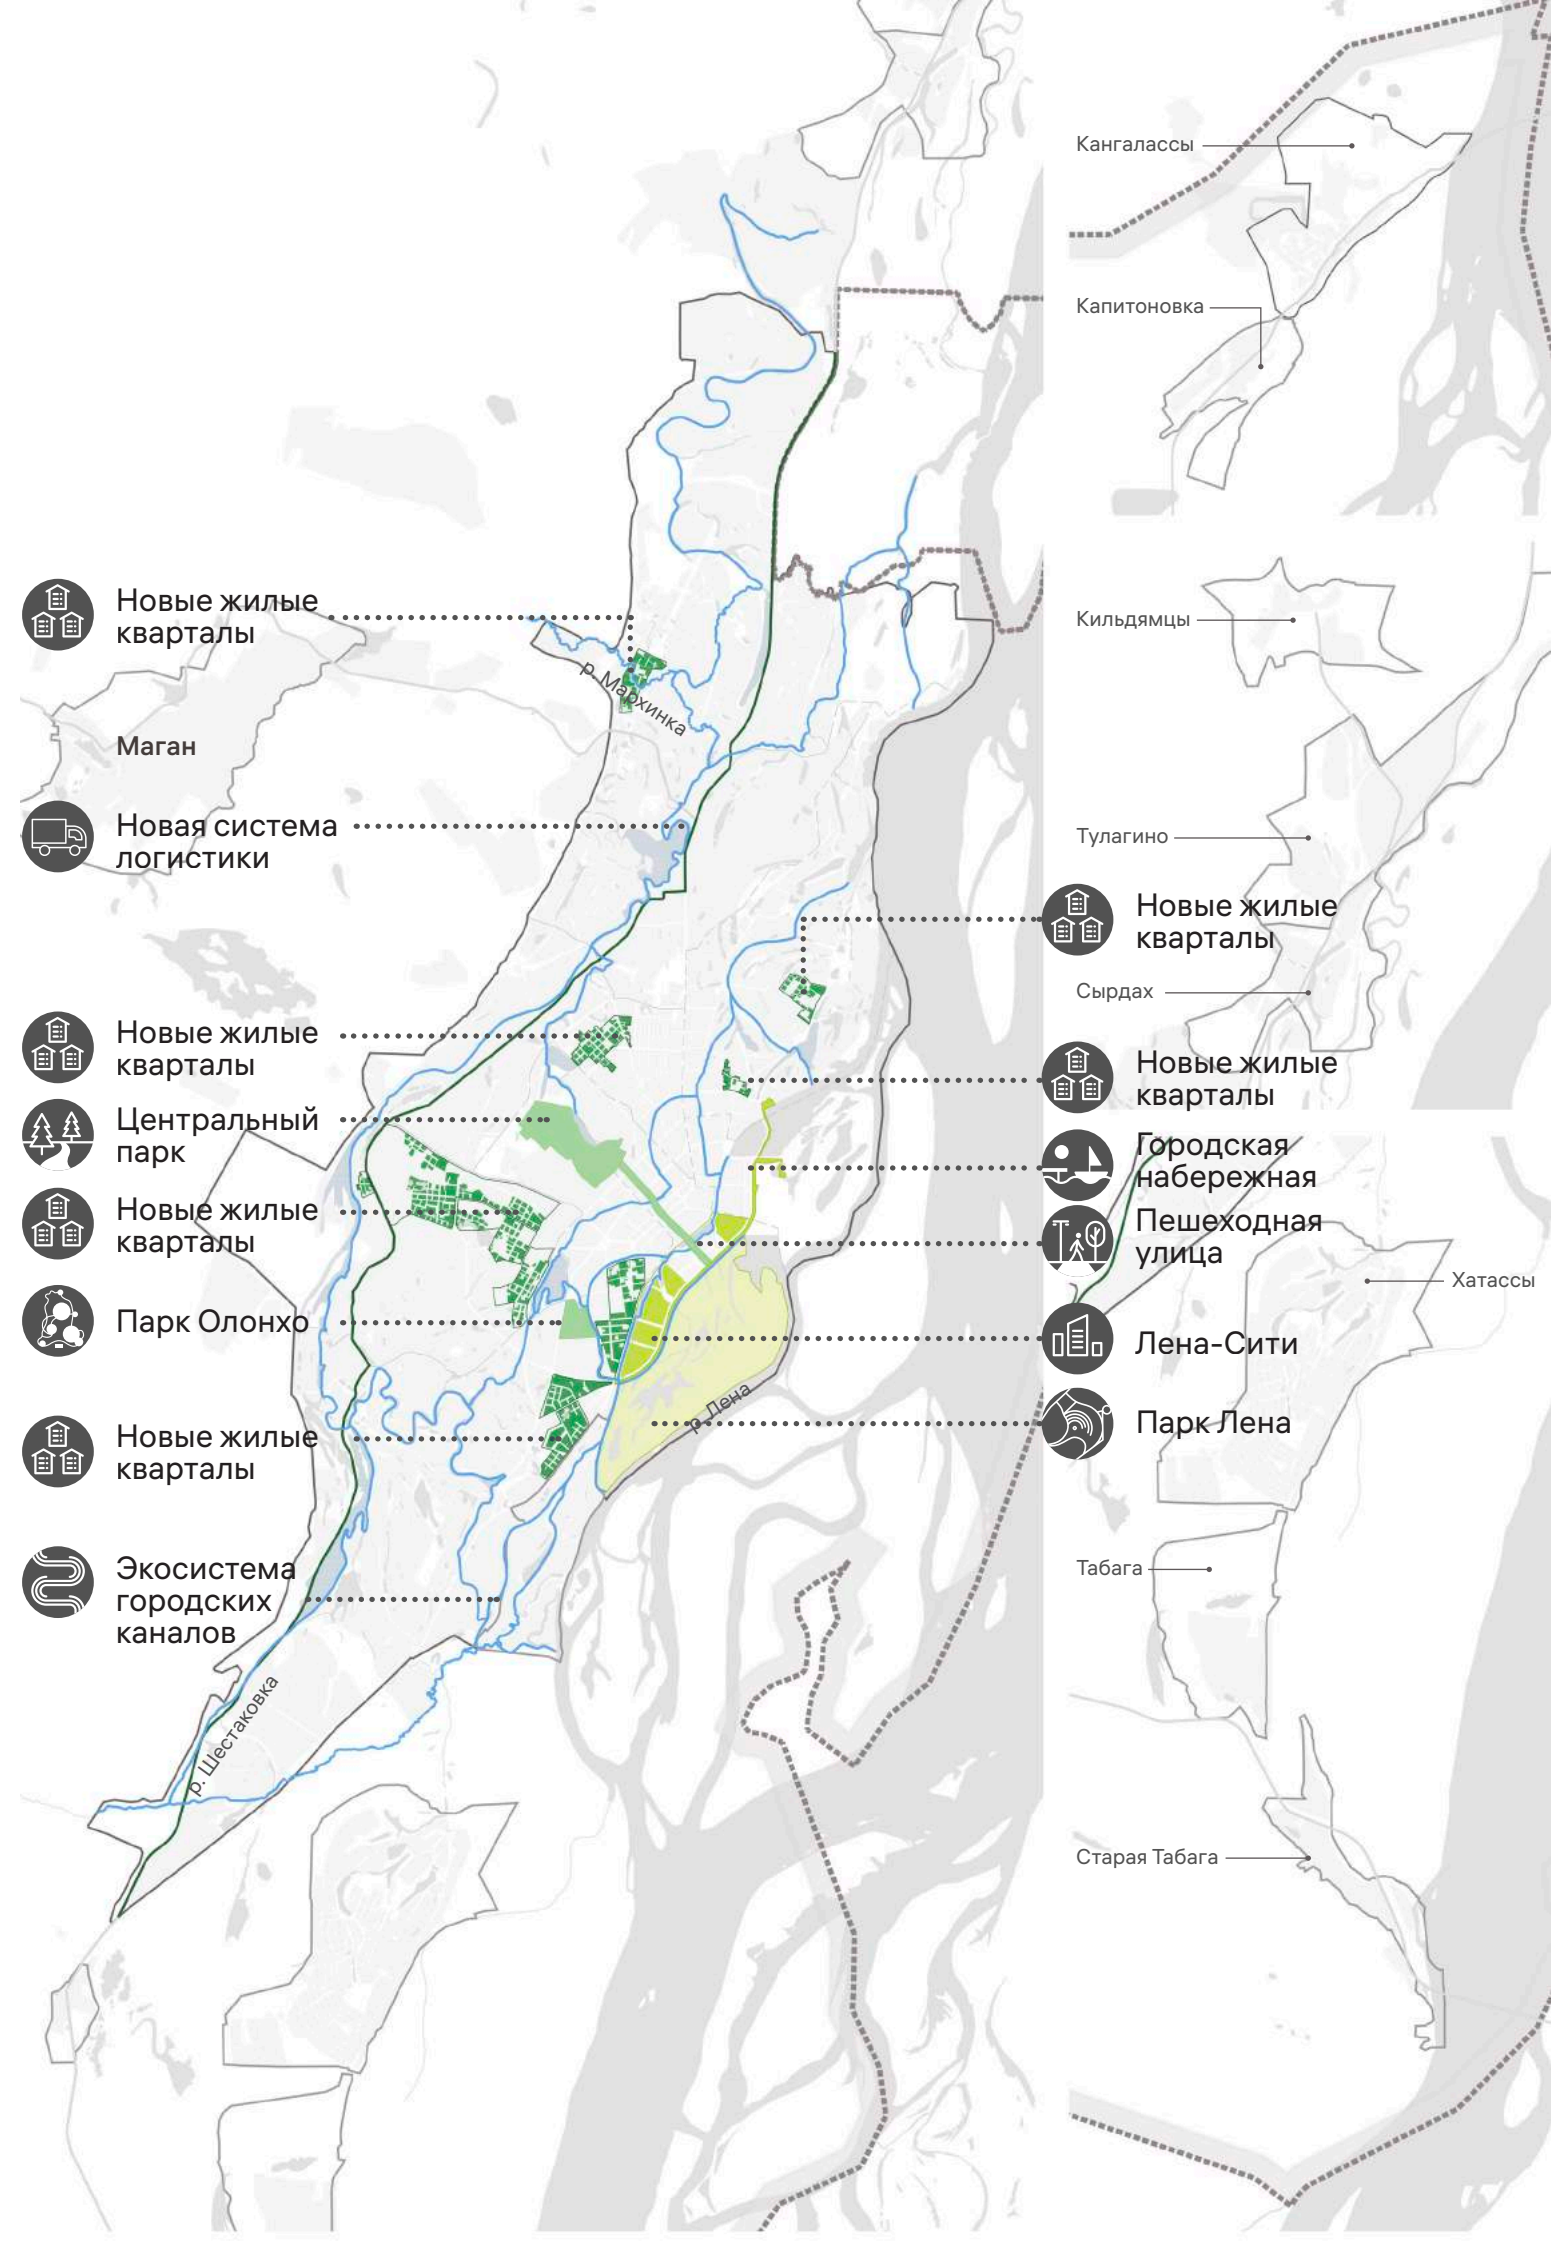 Кангалассы
Капитоновка
Новые жилые
кварталы
р. Мархинка
Маган
Новая система
логистики
Новые жилые
кварталы
Центральный
парк
Новые жилые
кварталы
Парк Олонхо
Новые жилые
кварталы
Экосистема
городских
каналов
р. Шестаковка
р. Лена
Кильдямцы
Тулагино
Новые жилые
кварталы
Сырдах
Новые жилые
кварталы
Городская
набережная
Пешеходная
улица
Хатассы
Лена-Сити
Парк Лена
Табага
Старая Табага